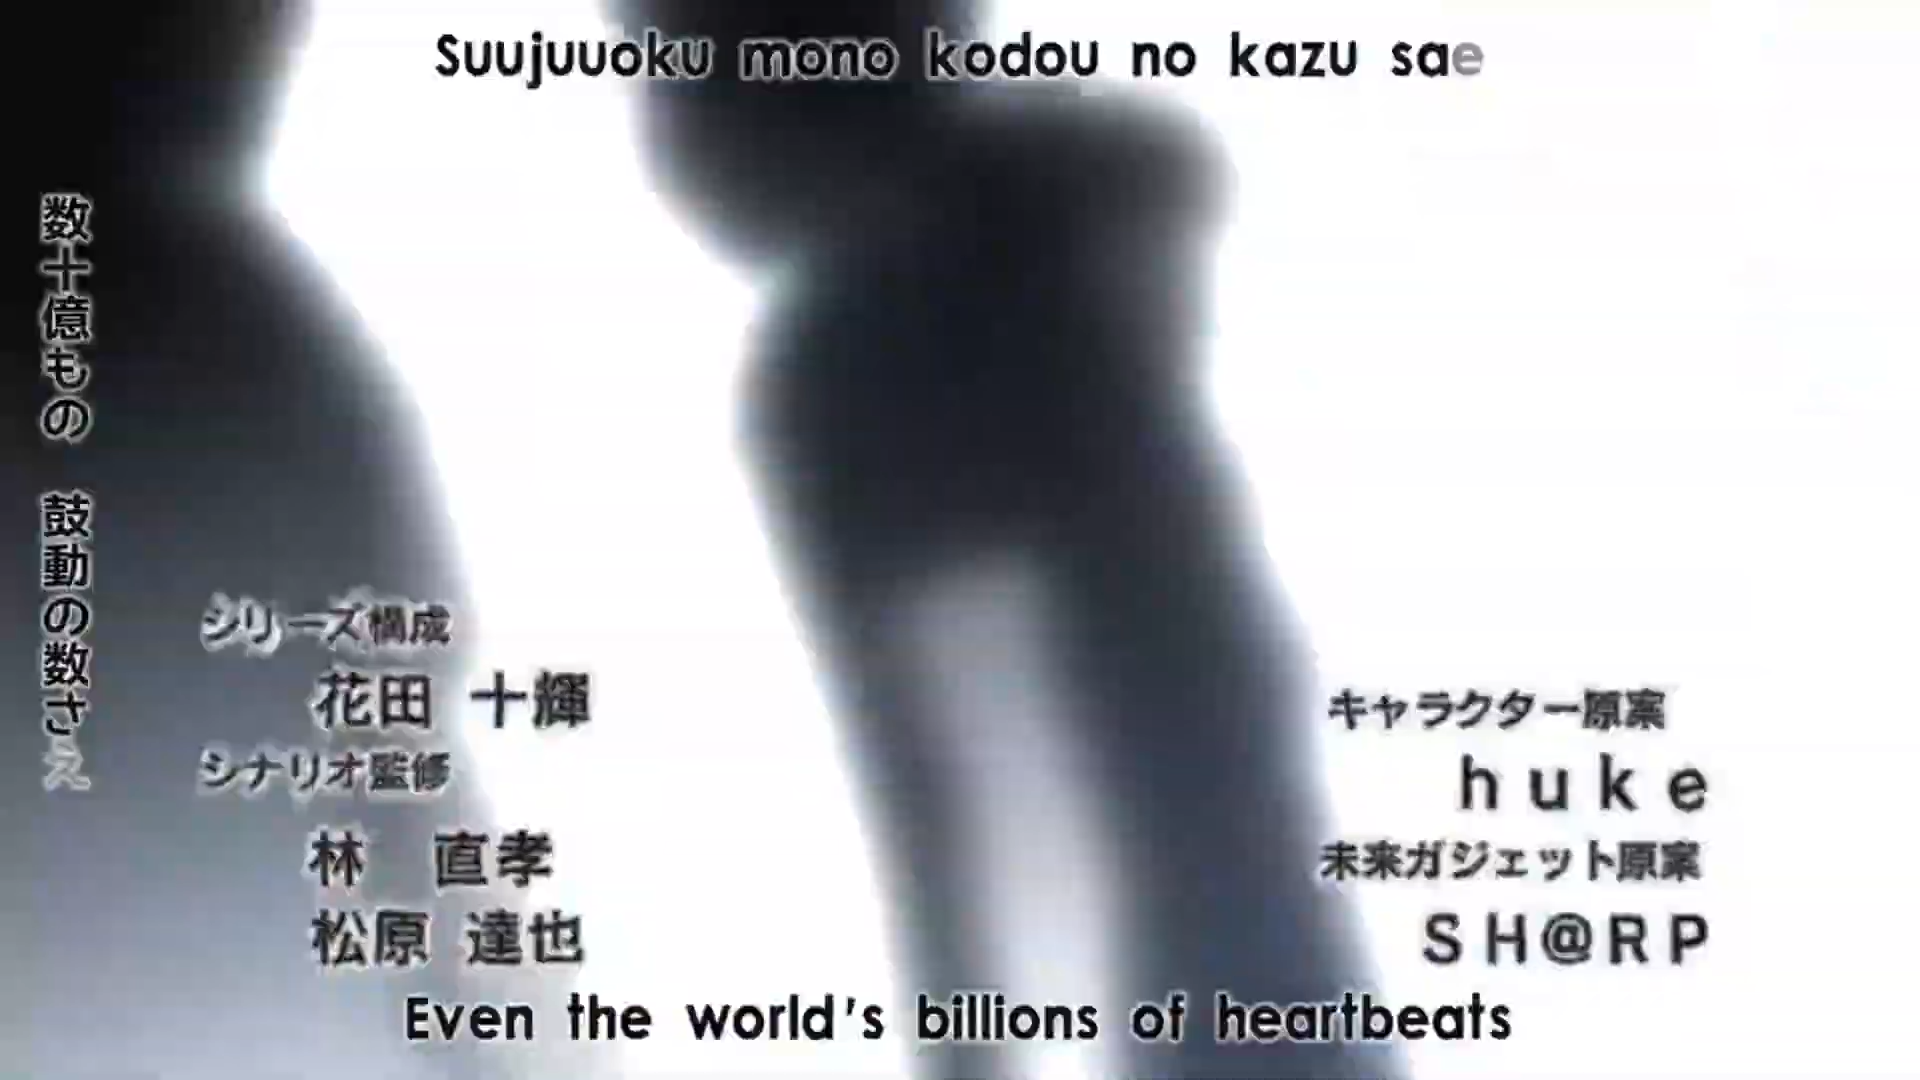 Suujuuoku mono kodou no kazu sae
数十億もの 鼓動の数さえ
シリーズ構成
花田 十輝
シナリオ監修
林 直孝
松原 達也
キャラクター原案
huke
未来ガジェット原案
SH@RP
Even the world's billions of heartbeats